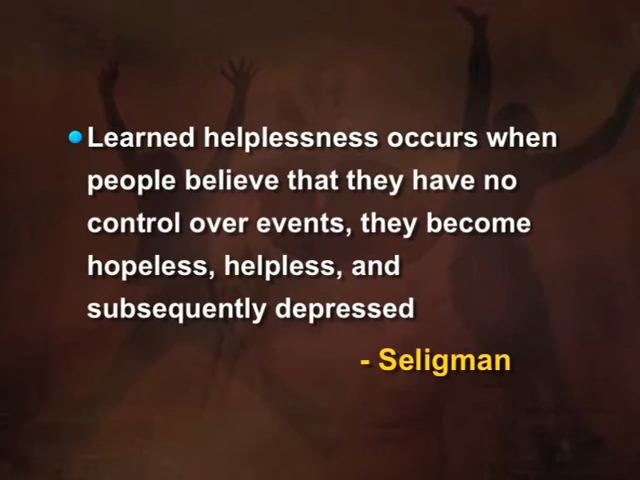 Learned helplessness occurs when
people believe that they have no
control over events, they become
hopeless, helpless, and
subsequently depressed
- Seligman